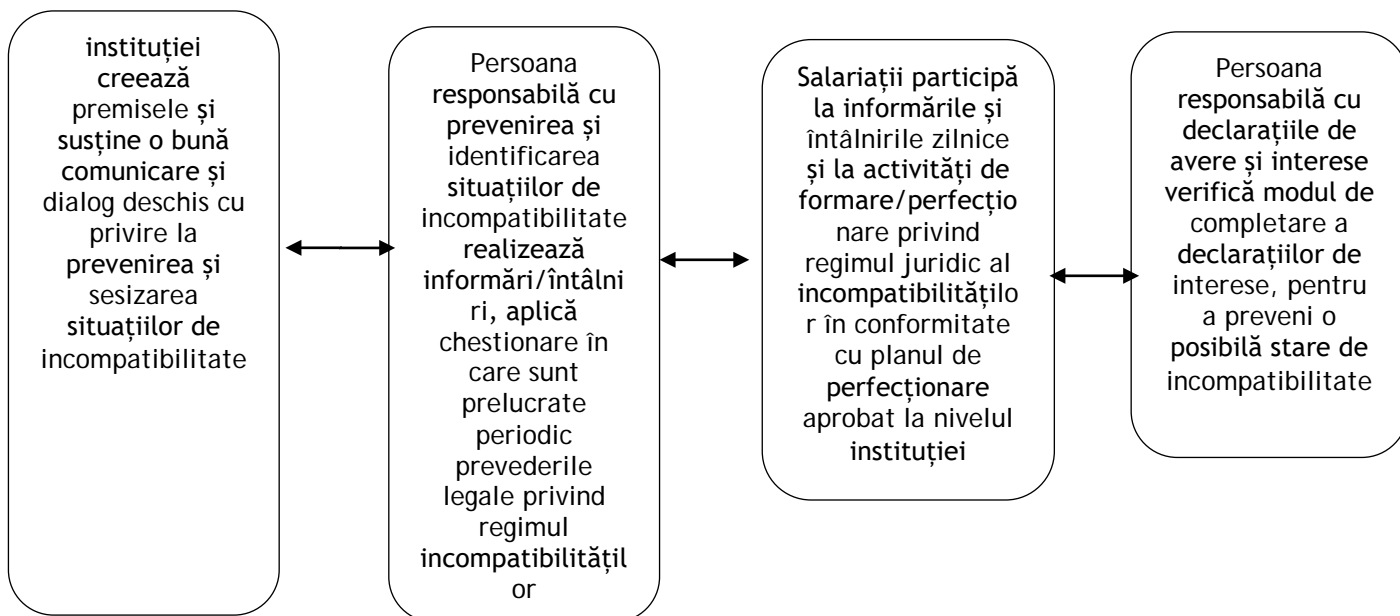 instituției
creează
premisele și
susține o bună
comunicare și
dialog deschis cu
privire la
prevenirea și
sesizarea
situațiilor de
incompatibilitate
Persoana
responsabilă cu
prevenirea și
identificarea
situațiilor de
incompatibilitate
realizează
informări/întâlni
ri, aplică
chestionare în
care sunt
prelucrate
periodic
prevederile
legale privind
regimul
incompatibilitățil
or
Salariații participă
la informările și
întâlnirile zilnice
și la activități de
formare/perfecțio
nare privind
regimul juridic al
incompatibilitățilo
r în conformitate
cu planul de
perfecționare
aprobat la nivelul
instituției
Persoana
responsabilă cu
declarațiile de
avere și interese
verifică modul de
completare a
declarațiilor de
interese, pentru
a preveni o
posibilă stare de
incompatibilitate